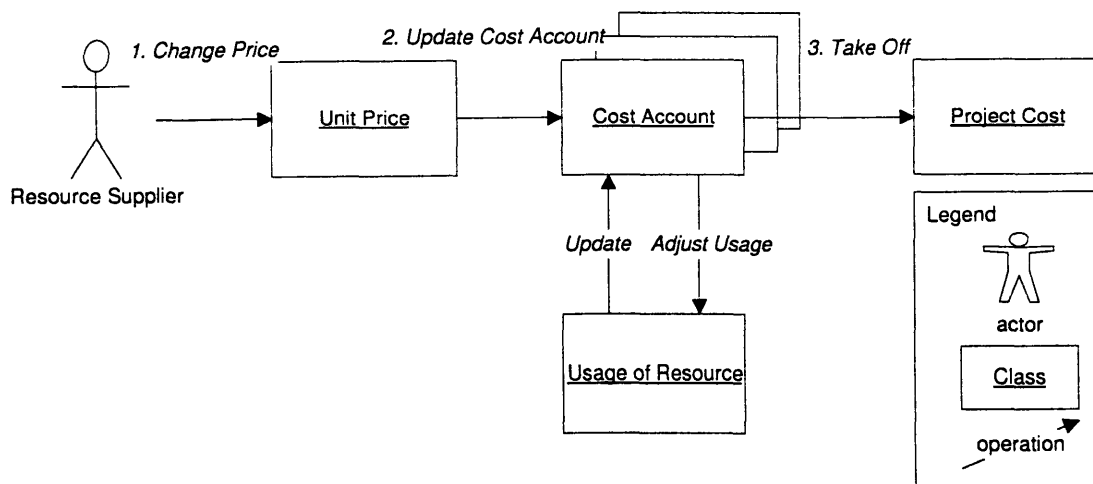 1. Change Price
2. Update Cost Account
3. Take Off
Unit Price
Cost Account
Project Cost
Resource Supplier
Update
Adjust Usage
Usage of Resource
Legend
actor
Class
operation